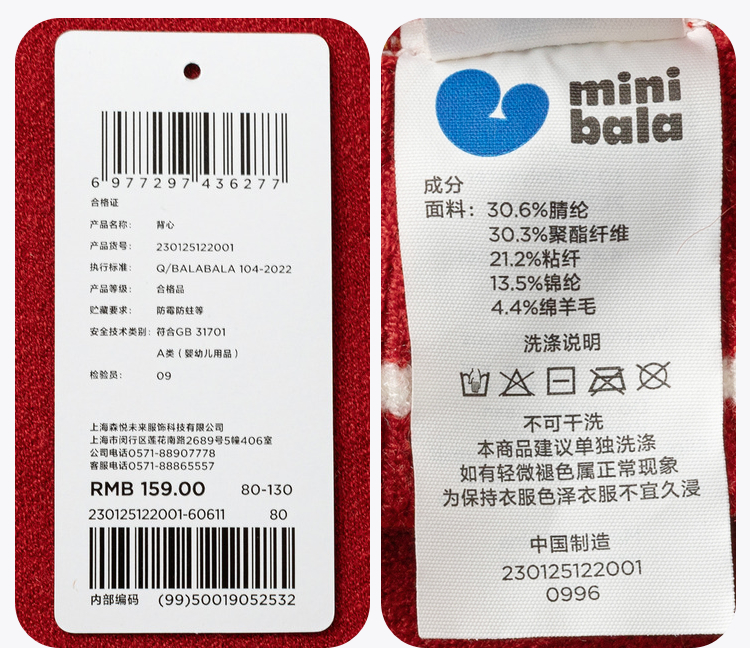 6 977297 436277
合格证
产品名称: 背心
产品货号: 230125122001
执行标准: Q/BALABALA 104-2022
产品等级: 合格品
贮藏要求: 防霉防蛀等
安全技术类别: 符合GB 31701
A类（婴幼儿用品）
检验员: 09
上海森悦未来服饰科技有限公司
上海市闵行区莲花南路2689号5幢406室
公司电话0571-88907778
客服电话0571-88865557
RMB 159.00 80-130
230125122001-60611 80
内部编码 (99)50019052532
mini
bala
成分
面料: 30.6%腈纶
30.3%聚酯纤维
21.2%粘纤
13.5%锦纶
4.4%绵羊毛
洗涤说明
不可干洗
本商品建议单独洗涤
如有轻微褪色属正常现象
为保持衣服色泽衣服不宜久浸
中国制造
230125122001
0996